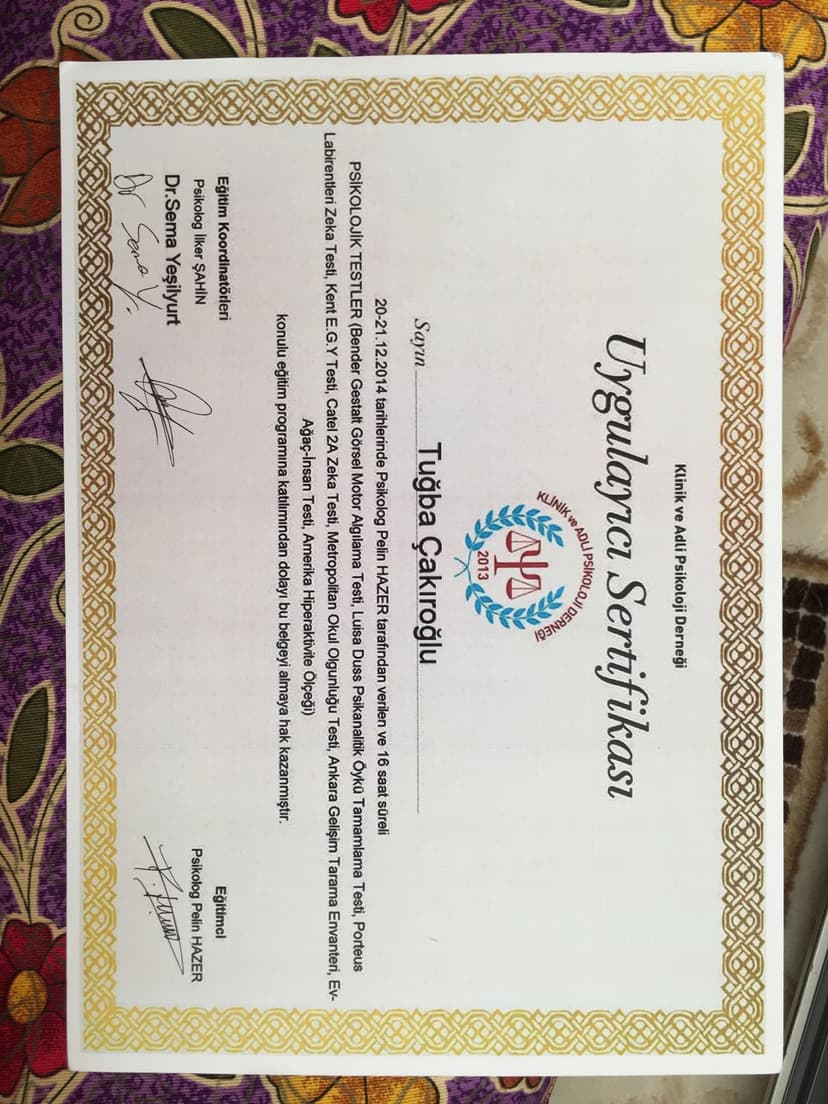 Klinik ve Adli Psikoloji Derneği
Uygulayıcı Sertifikası
KLİNİK ve ADLİ PSİKOLOJİ DERNEĞİ
2013
Sayın Tuğba Çakıroğlu
20-21.12.2014 tarihlerinde Psikolog Pelin HAZER tarafından verilen ve 16 saat süreli
PSİKOLOJİK TESTLER (Bender Gestalt Görsel Motor Algılama Testi, Luisa Duss Psikanalitik Öykü Tamamlama Testi, Porteus
Labirentleri Zeka Testi, Kent E.G.Y Testi, Catel 2A Zeka Testi, Metropolitan Okul Olgunluğu Testi, Ankara Gelişim Tarama Envanteri, Ev-
Ağaç-İnsan Testi, Amerika Hiperaktivite Ölçeği)
konulu eğitim programına katılımından dolayı bu belgeyi almaya hak kazanmıştır.
Eğitim Koordinatörleri
Psikolog İlker ŞAHİN
Dr.Sema Yeşilyurt
Dr Sema Y.
Eğitimci
Psikolog Pelin HAZER